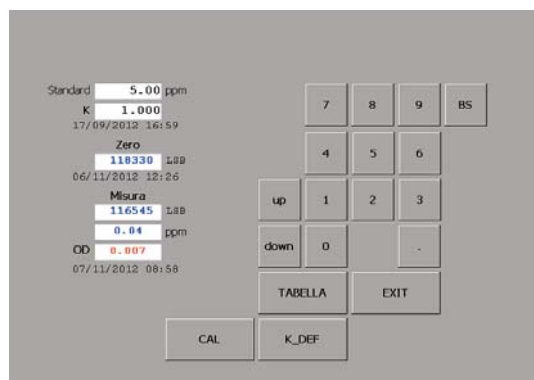 Standard 5.00 ppm
K 1.000
17/09/2012 16:59
Zero
118330 LSB
06/11/2012 12:26
Misura
116545 LSB
0.04 ppm
OD 0.007
07/11/2012 08:58
7 8 9 BS
4 5 6
up 1 2 3
down 0 .
TABELLA EXIT
CAL K_DEF